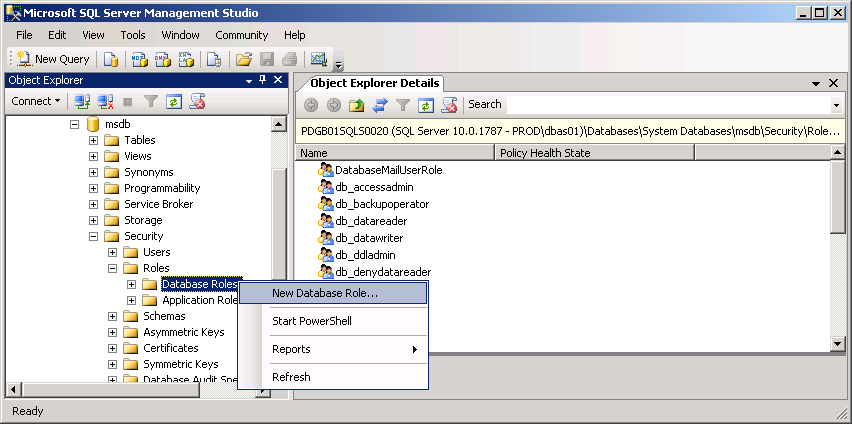 Microsoft SQL Server Management Studio
File Edit View Tools Window Community Help
New Query
Object Explorer
Connect
msdb
Tables
Views
Synonyms
Programmability
Service Broker
Storage
Security
Users
Roles
Database Roles
Application Role
Schemas
Asymmetric Keys
Certificates
Symmetric Keys
Database Audit Spe
New Database Role...
Start PowerShell
Reports
Refresh
Object Explorer Details
Search
PDGB01SQLS0020 (SQL Server 10.0.1787 - PROD\dbas01)\Databases\System Databases\msdb\Security\Role...
Name Policy Health State
DatabaseMailUserRole
db_accessadmin
db_backupoperator
db_datareader
db_datawriter
db_ddladmin
db_denydatareader
Ready